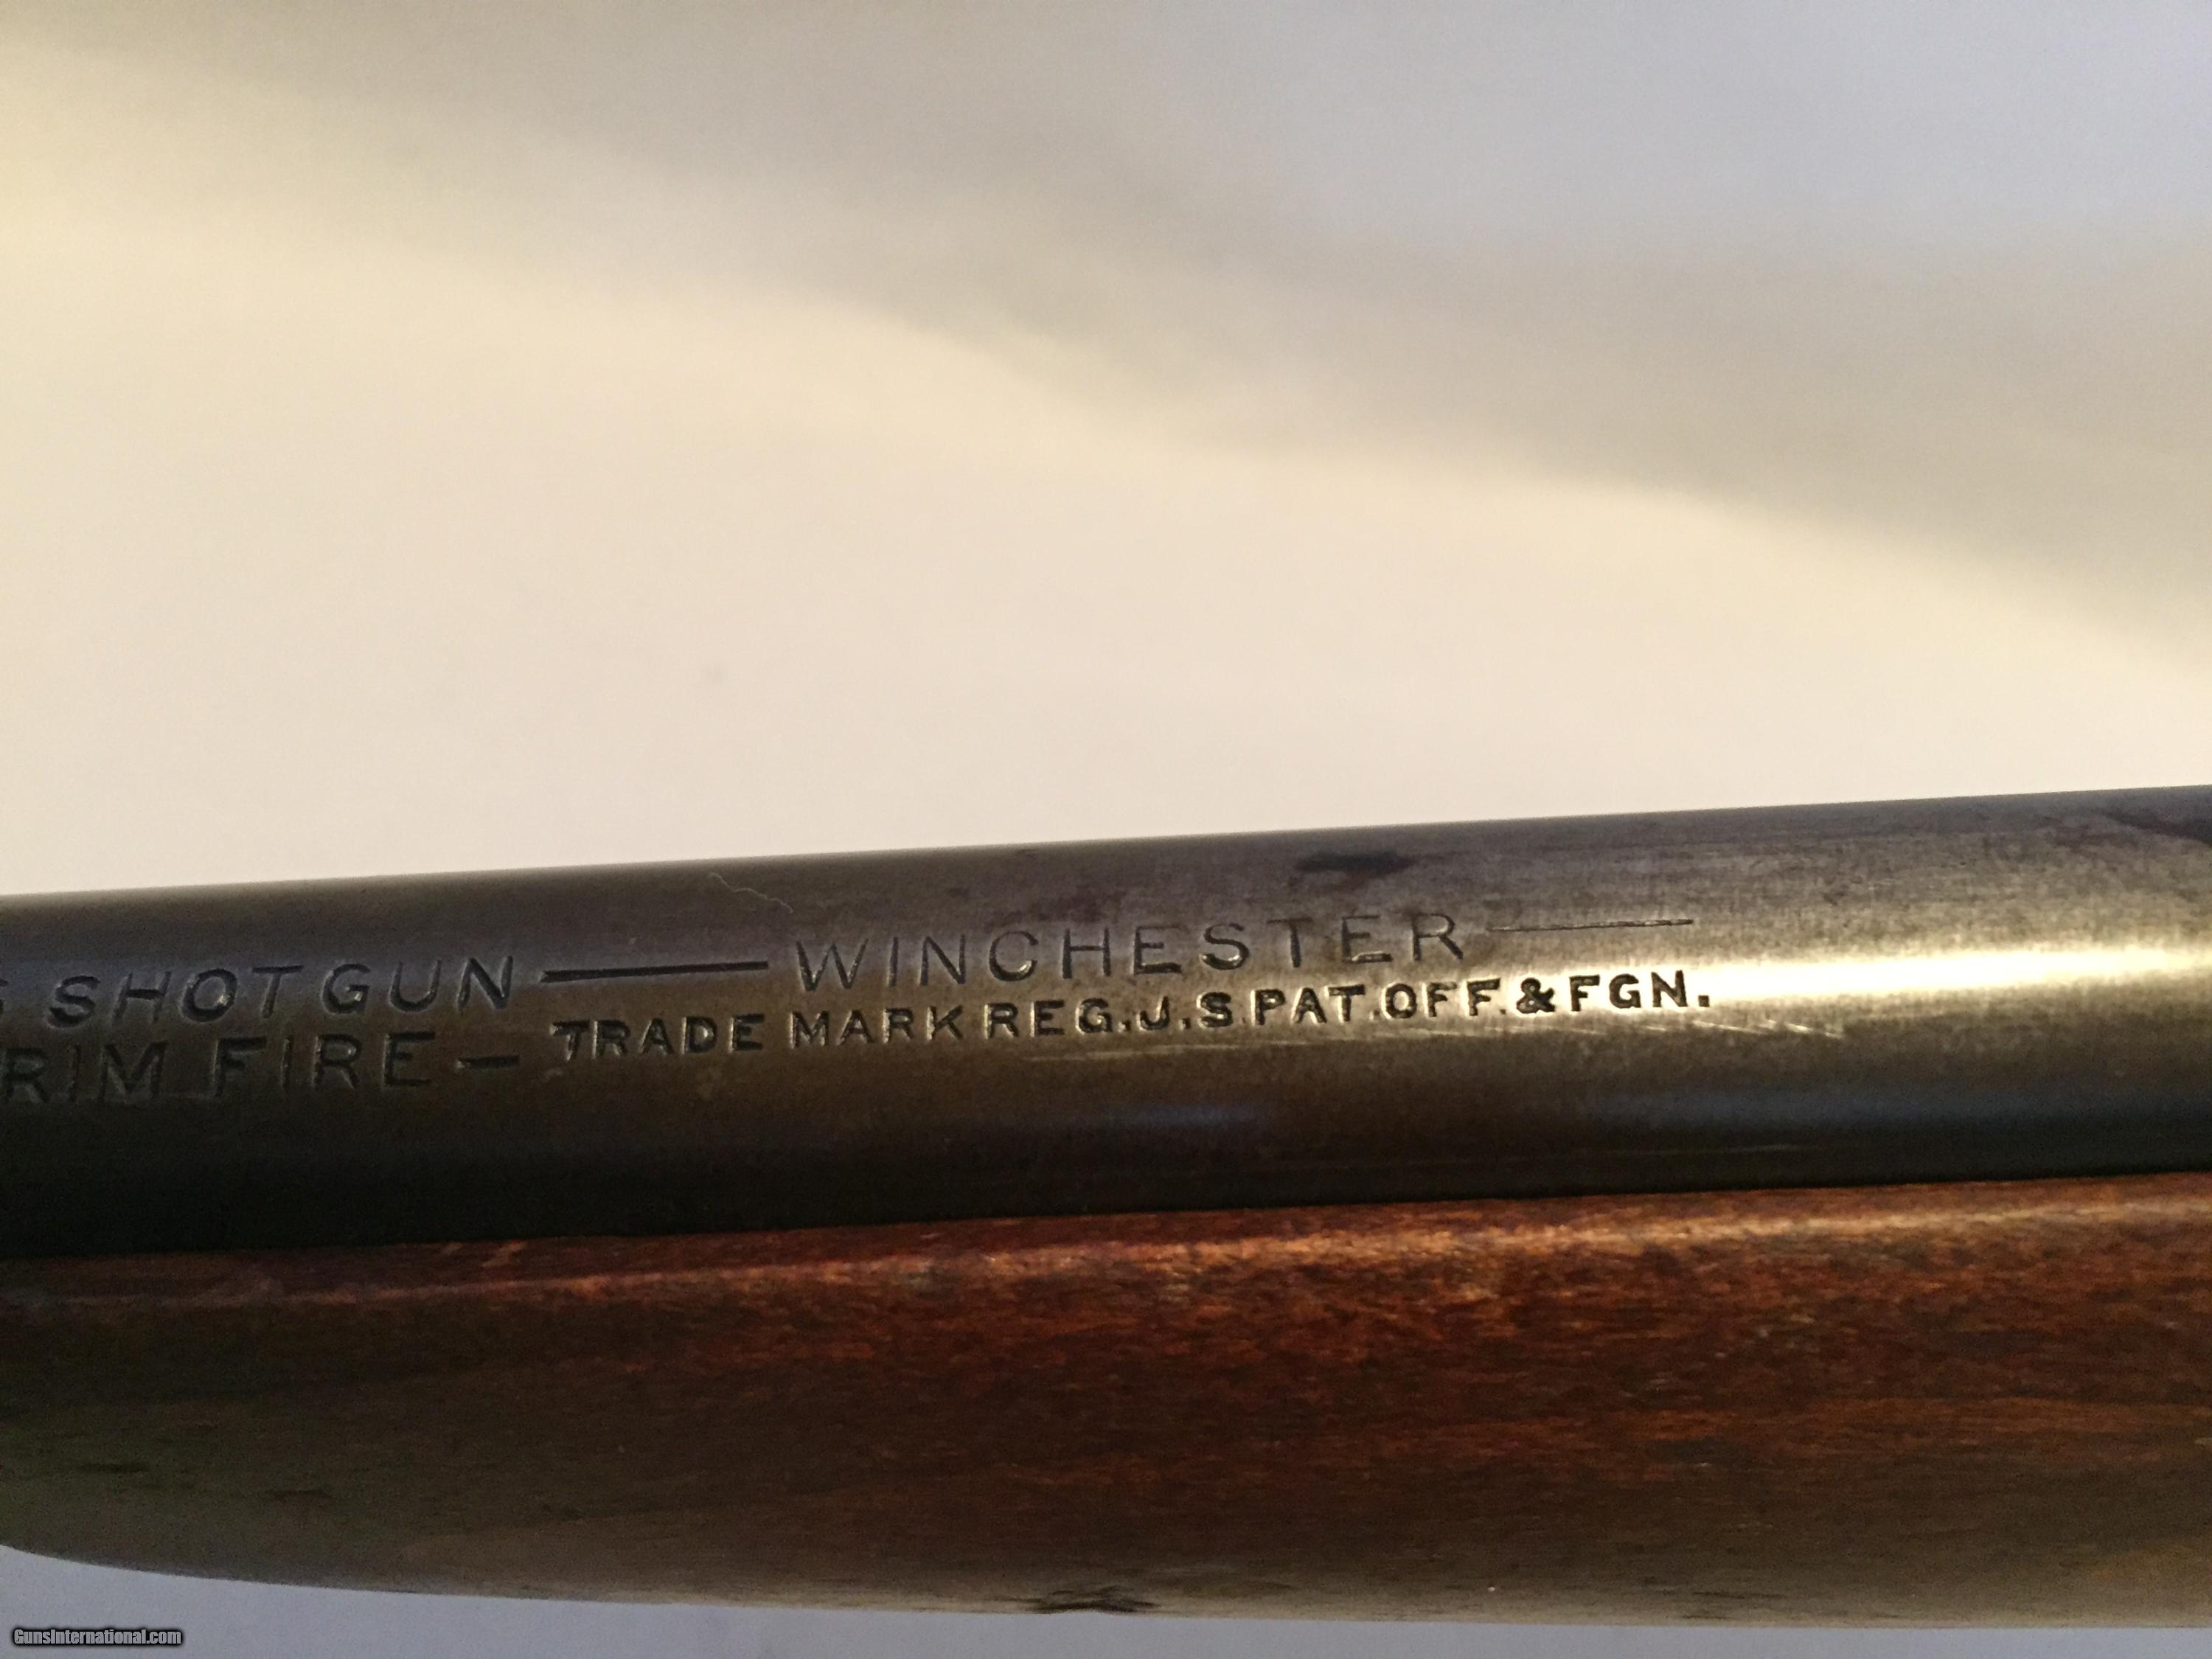 SHOTGUN — WINCHESTER —
RIM FIRE — TRADE MARK REG. U.S. PAT. OFF. & FGN.
GunsInternational.com